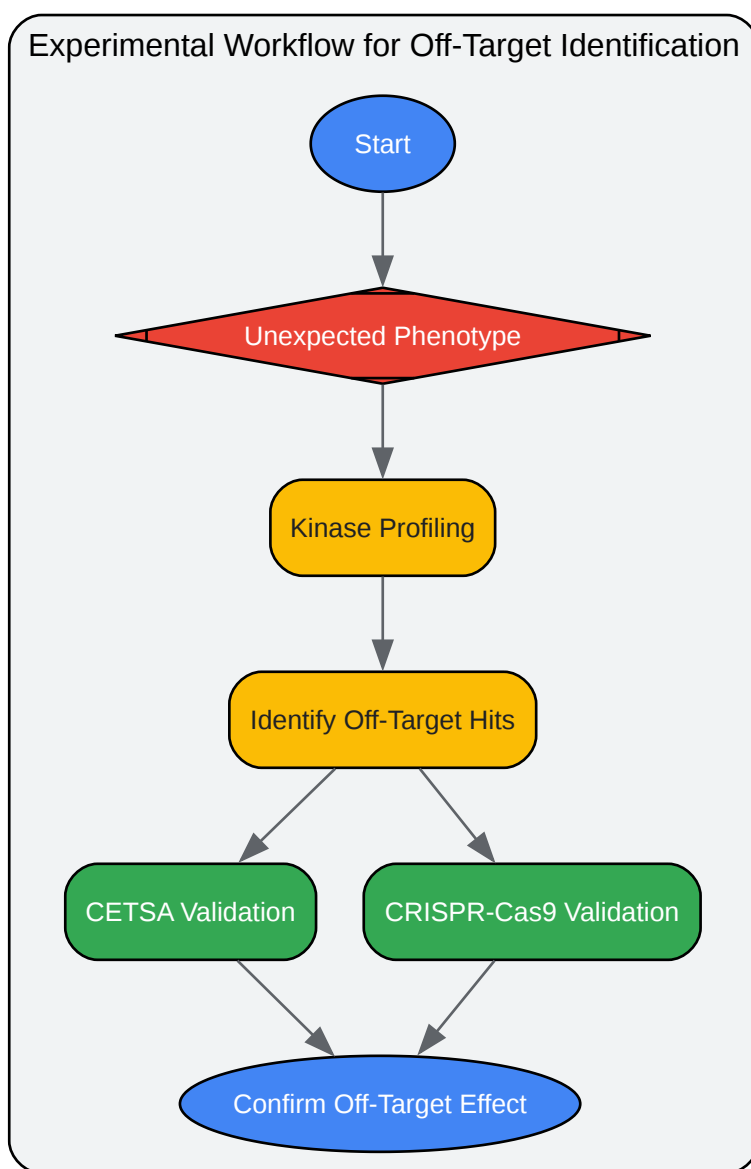 Experimental Workflow for Off-Target Identification
Start
Unexpected Phenotype
Kinase Profiling
Identify Off-Target Hits
CETSA Validation
CRISPR-Cas9 Validation
Confirm Off-Target Effect